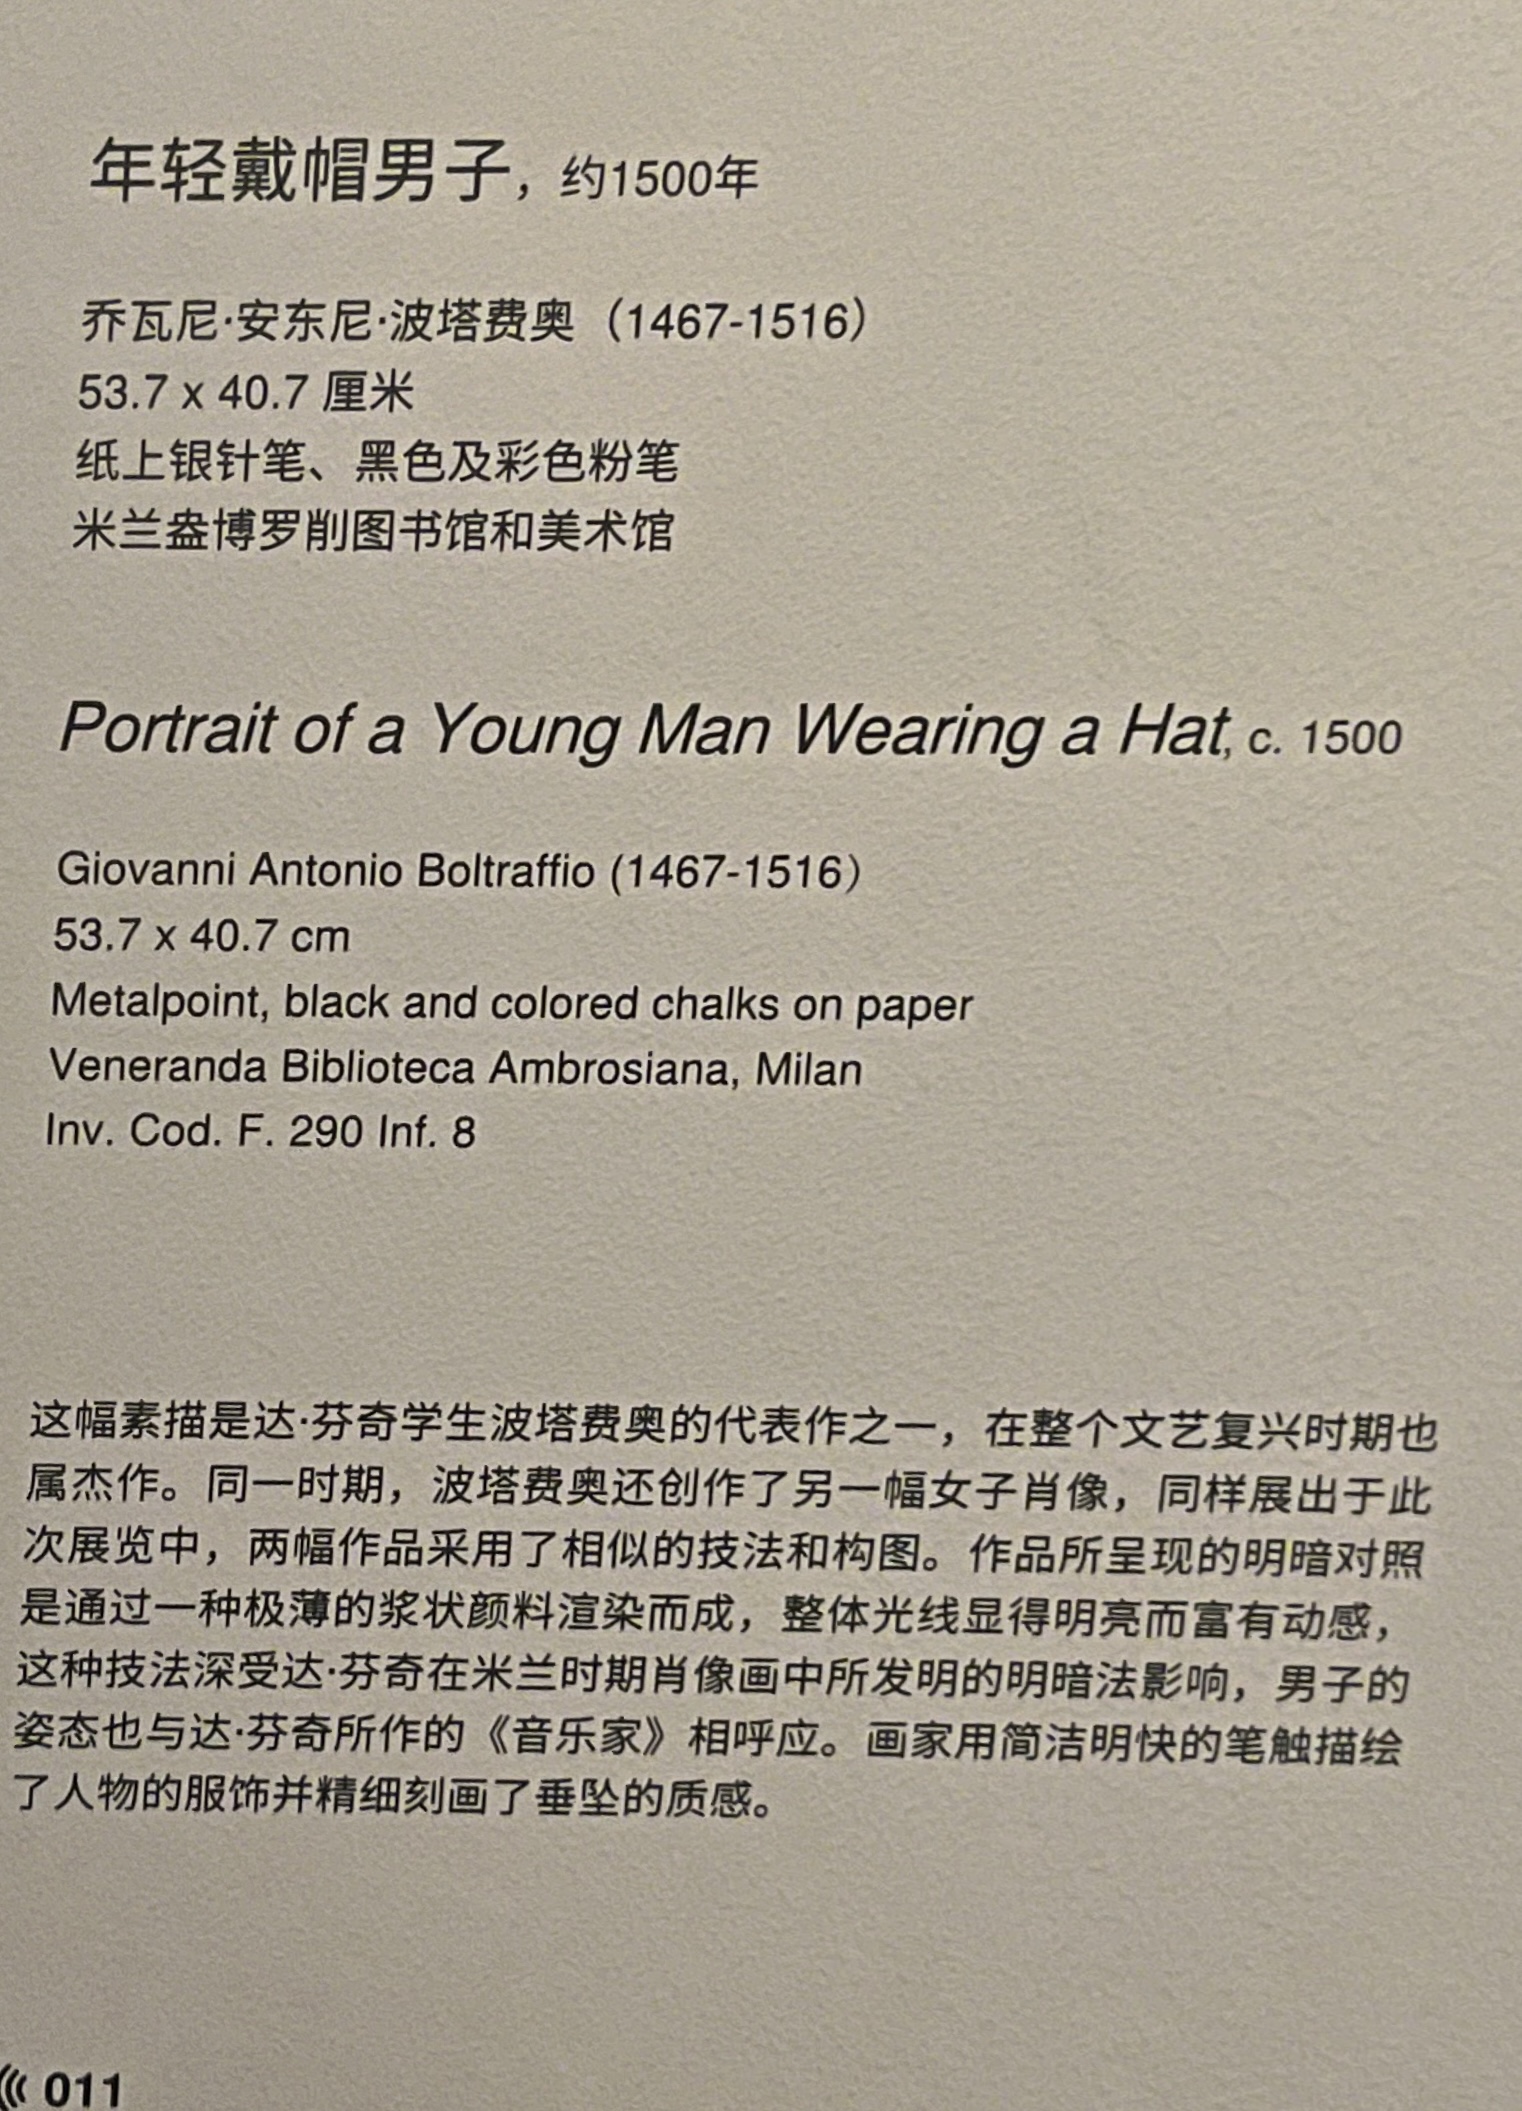 年轻戴帽男子，约1500年
乔瓦尼·安东尼·波塔费奥（1467-1516）
53.7 x 40.7 厘米
纸上银针笔、黑色及彩色粉笔
米兰盎博罗削图书馆和美术馆
Portrait of a Young Man Wearing a Hat, c. 1500
Giovanni Antonio Boltraffio (1467-1516）
53.7 x 40.7 cm
Metalpoint, black and colored chalks on paper
Veneranda Biblioteca Ambrosiana, Milan
Inv. Cod. F. 290 Inf. 8
这幅素描是达·芬奇学生波塔费奥的代表作之一，在整个文艺复兴时期也
属杰作。同一时期，波塔费奥还创作了另一幅女子肖像，同样展出于此
次展览中，两幅作品采用了相似的技法和构图。作品所呈现的明暗对照
是通过一种极薄的浆状颜料渲染而成，整体光线显得明亮而富有动感，
这种技法深受达·芬奇在米兰时期肖像画中所发明的明暗法影响，男子的
姿态也与达·芬奇所作的《音乐家》相呼应。画家用简洁明快的笔触描绘
了人物的服饰并精细刻画了垂坠的质感。
011